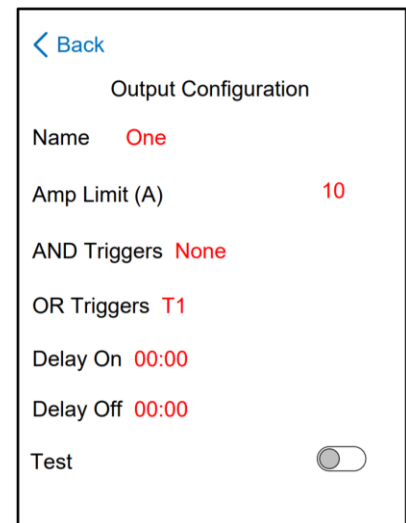 Back
Output Configuration
Name One
Amp Limit (A) 10
AND Triggers None
OR Triggers T1
Delay On 00:00
Delay Off 00:00
Test